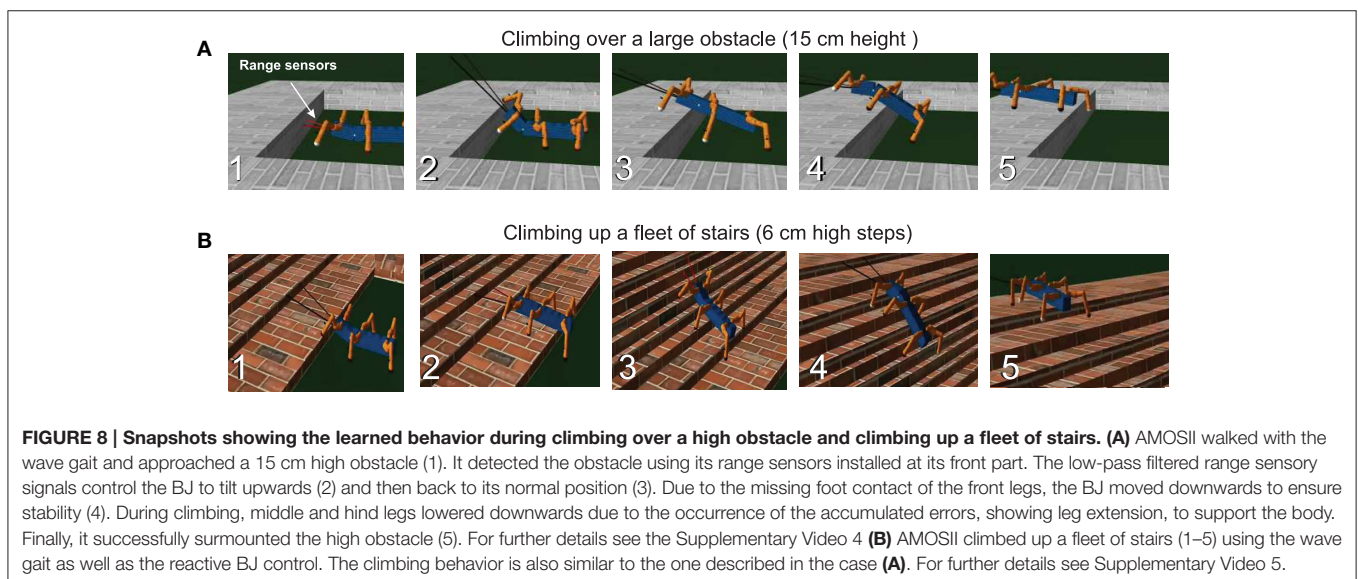 A
Climbing over a large obstacle (15 cm height )
Range sensors
1
2
3
4
5
B
Climbing up a fleet of stairs (6 cm high steps)
1
2
3
4
5
FIGURE 8 | Snapshots showing the learned behavior during climbing over a high obstacle and climbing up a fleet of stairs. (A) AMOSII walked with the
wave gait and approached a 15 cm high obstacle (1). It detected the obstacle using its range sensors installed at its front part. The low-pass filtered range sensory
signals control the BJ to tilt upwards (2) and then back to its normal position (3). Due to the missing foot contact of the front legs, the BJ moved downwards to ensure
stability (4). During climbing, middle and hind legs lowered downwards due to the occurrence of the accumulated errors, showing leg extension, to support the body.
Finally, it successfully surmounted the high obstacle (5). For further details see the Supplementary Video 4 (B) AMOSII climbed up a fleet of stairs (1–5) using the wave
gait as well as the reactive BJ control. The climbing behavior is also similar to the one described in the case (A). For further details see Supplementary Video 5.